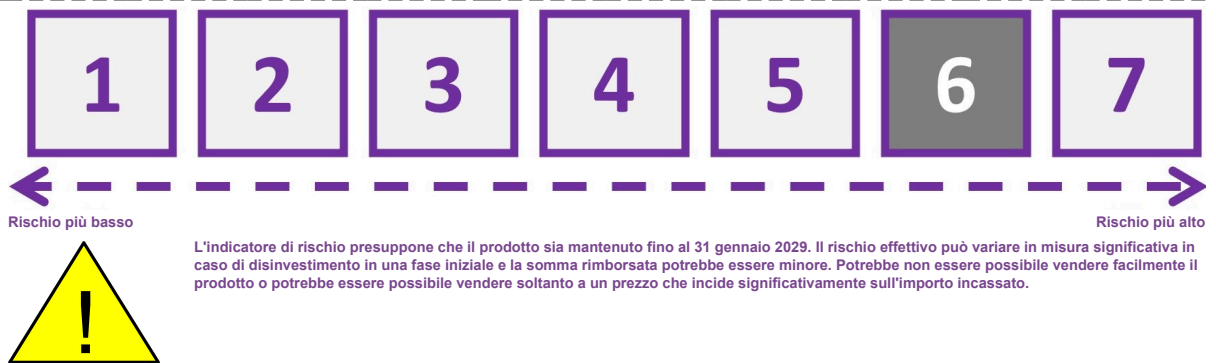 1 2 3 4 5 6 7
Rischio più basso Rischio più alto
!
L'indicatore di rischio presuppone che il prodotto sia mantenuto fino al 31 gennaio 2029. Il rischio effettivo può variare in misura significativa in
caso di disinvestimento in una fase iniziale e la somma rimborsata potrebbe essere minore. Potrebbe non essere possibile vendere facilmente il
prodotto o potrebbe essere possibile vendere soltanto a un prezzo che incide significativamente sull'importo incassato.